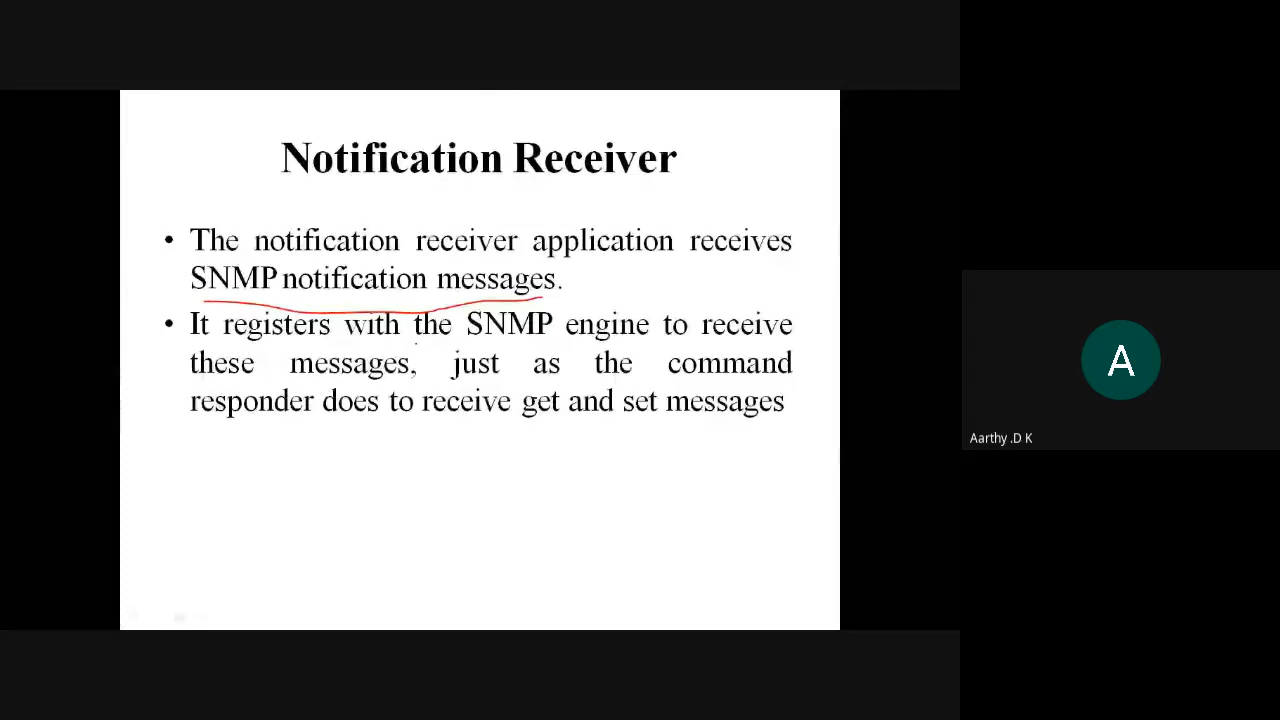 Notification Receiver
• The notification receiver application receives
SNMP notification messages.
• It registers with the SNMP engine to receive
these messages, just as the command
responder does to receive get and set messages
A
Aarthy .D K